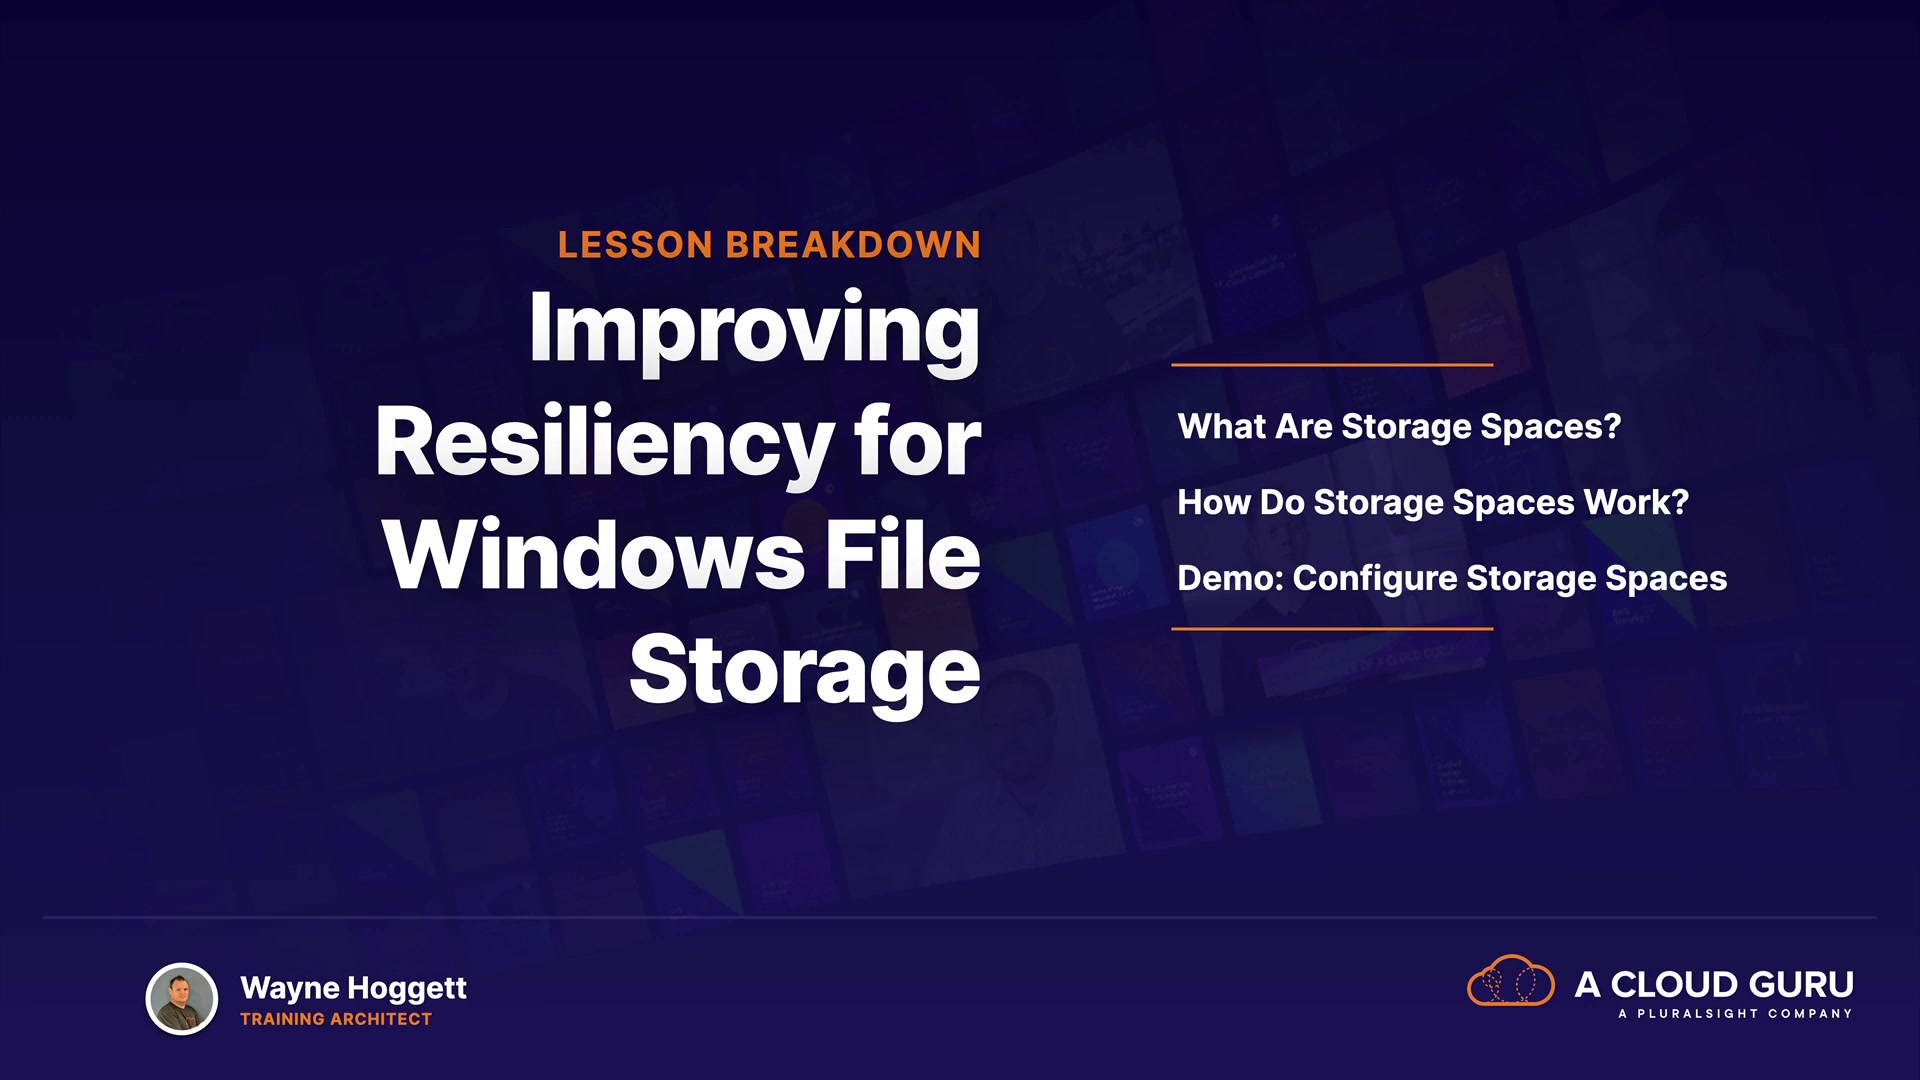 LESSON BREAKDOWN
Improving
Resiliency for
Windows File
Storage
What Are Storage Spaces?
How Do Storage Spaces Work?
Demo: Configure Storage Spaces
Wayne Hoggett
TRAINING ARCHITECT
A CLOUD GURU
A PLURALSIGHT COMPANY